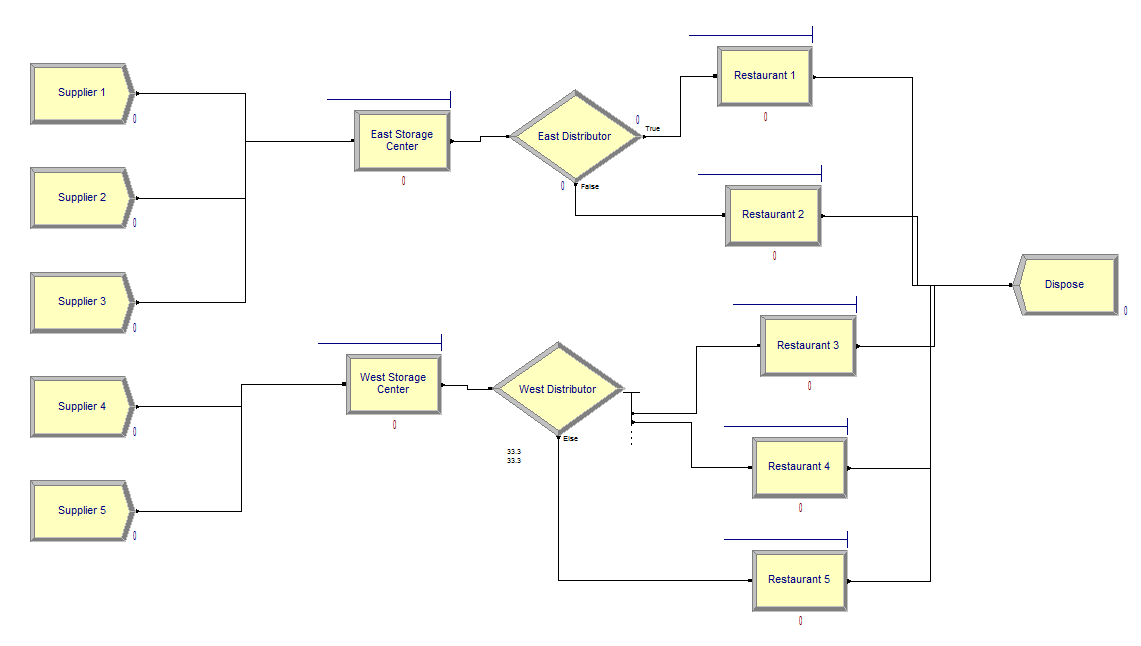 Supplier 1
0
Supplier 2
0
Supplier 3
0
Supplier 4
0
Supplier 5
0
East Storage
Center
0
West Storage
Center
0
East Distributor
0
True
0
False
West Distributor
Else
33.3
33.3
Restaurant 1
0
Restaurant 2
0
Restaurant 3
0
Restaurant 4
0
Restaurant 5
0
Dispose
0